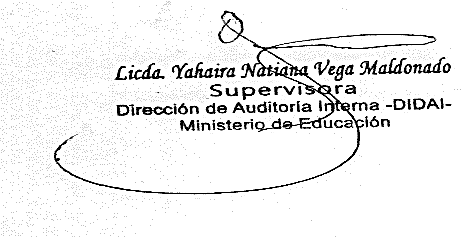 Licda. Yahaira Natiana Vega Maldonado
Supervisora
Dirección de Auditoría Interna -DIDAI-
Ministerio de Educación